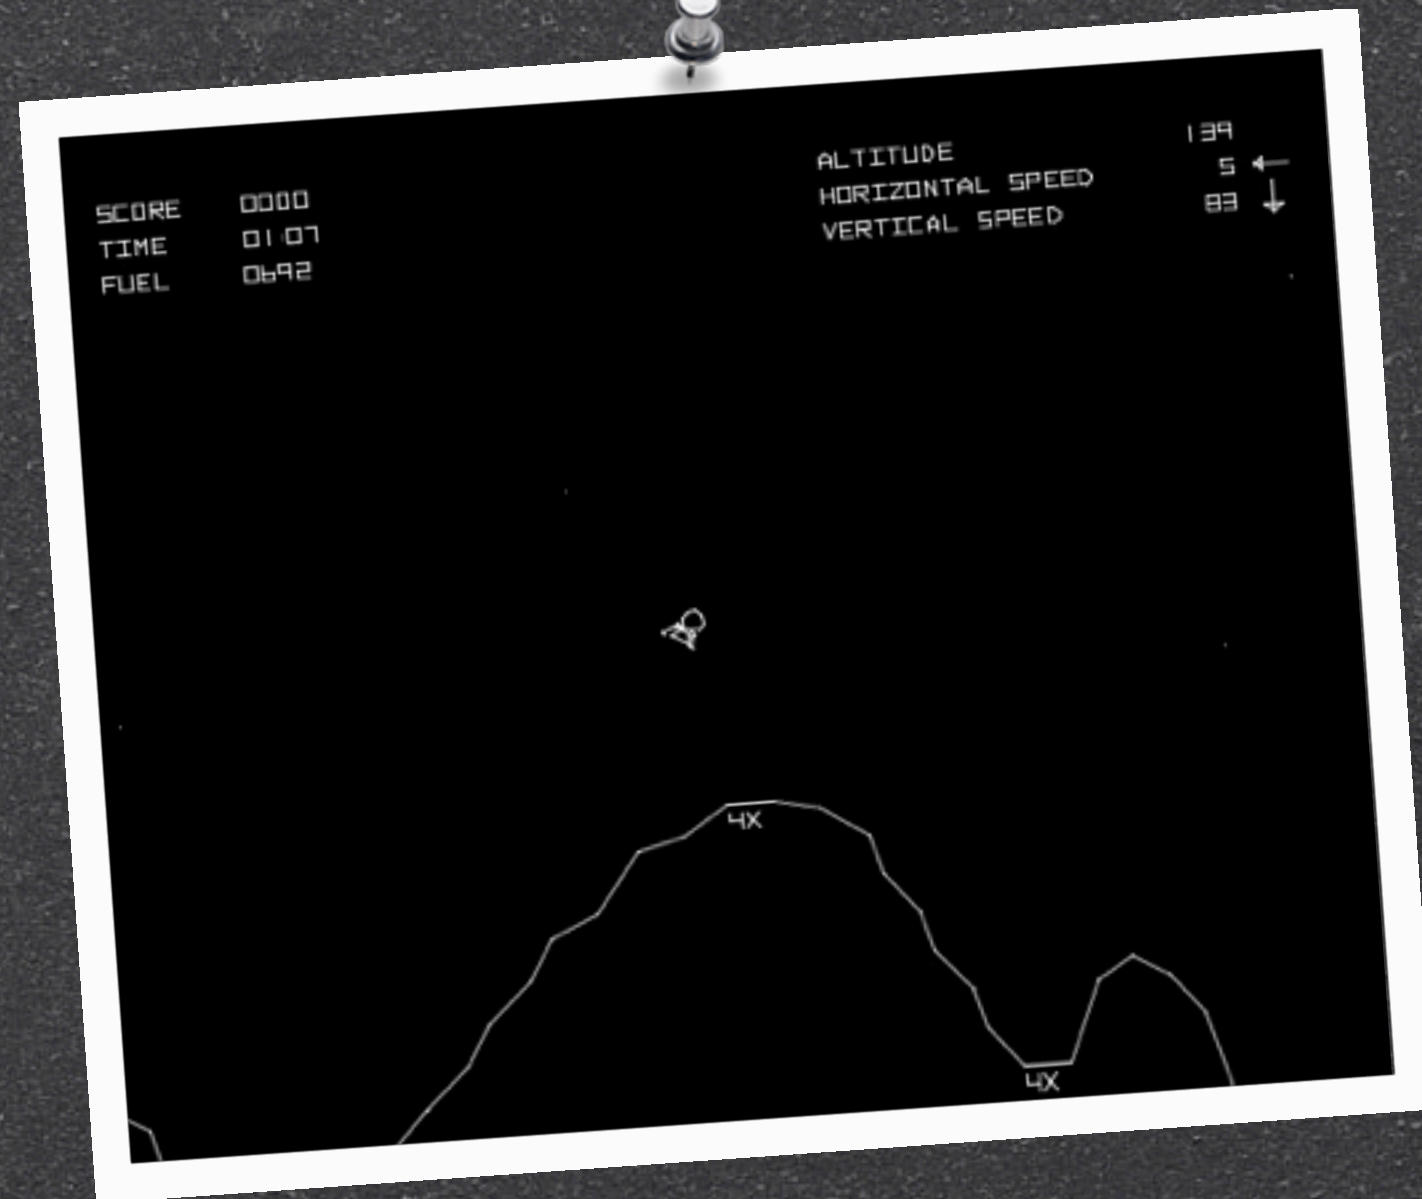 SCORE 0000
TIME 01:07
FUEL 0692
ALTITUDE 139
HORIZONTAL SPEED 5 ←
VERTICAL SPEED 83 ↓
4X
4X